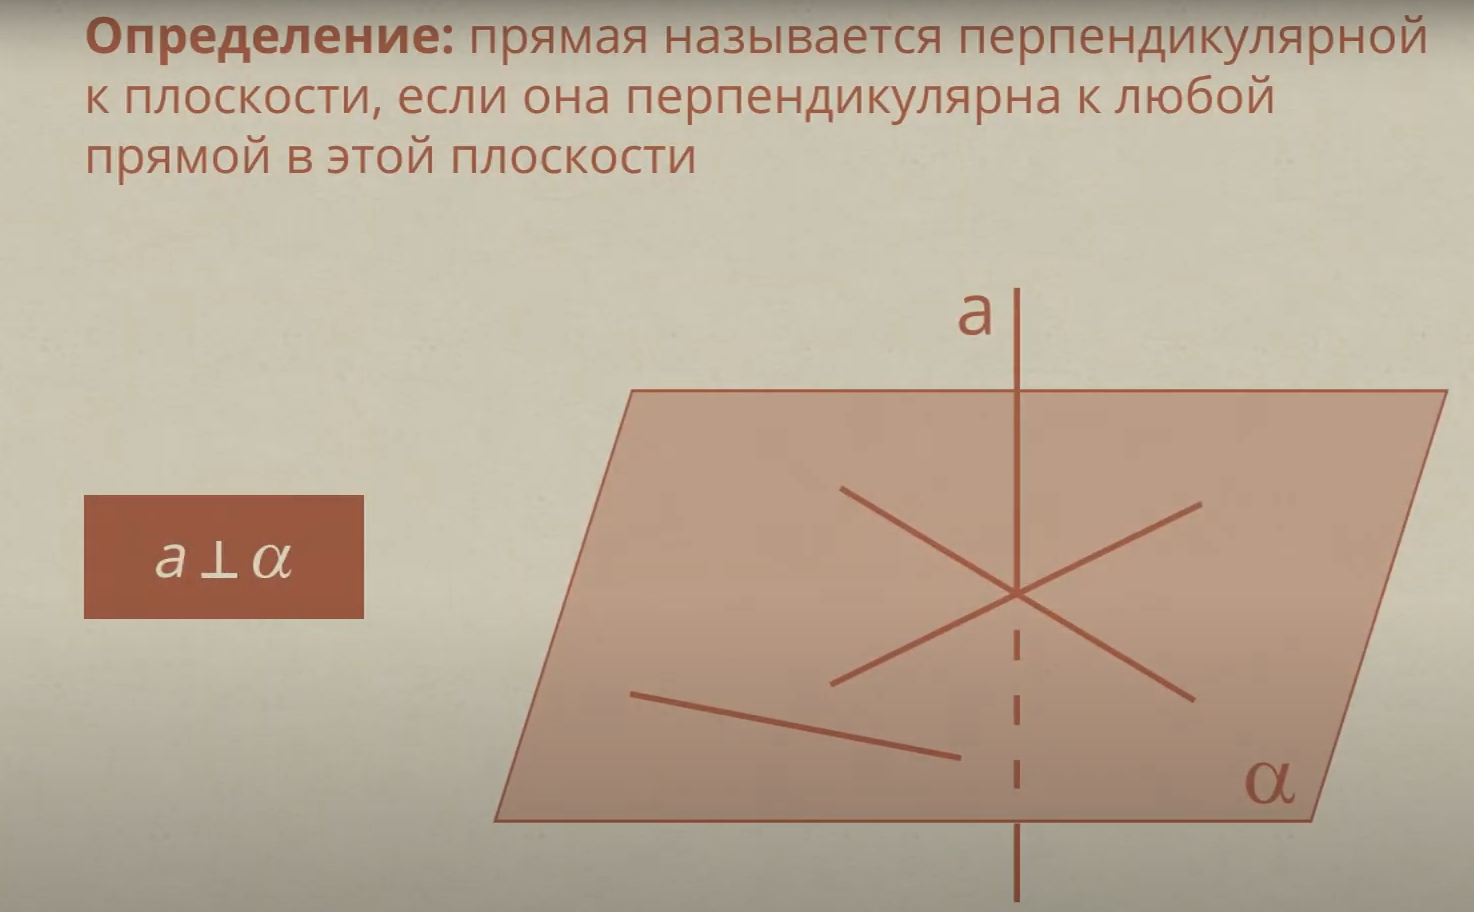 Определение: прямая называется перпендикулярной
к плоскости, если она перпендикулярна к любой
прямой в этой плоскости
a
a ⊥ α
α